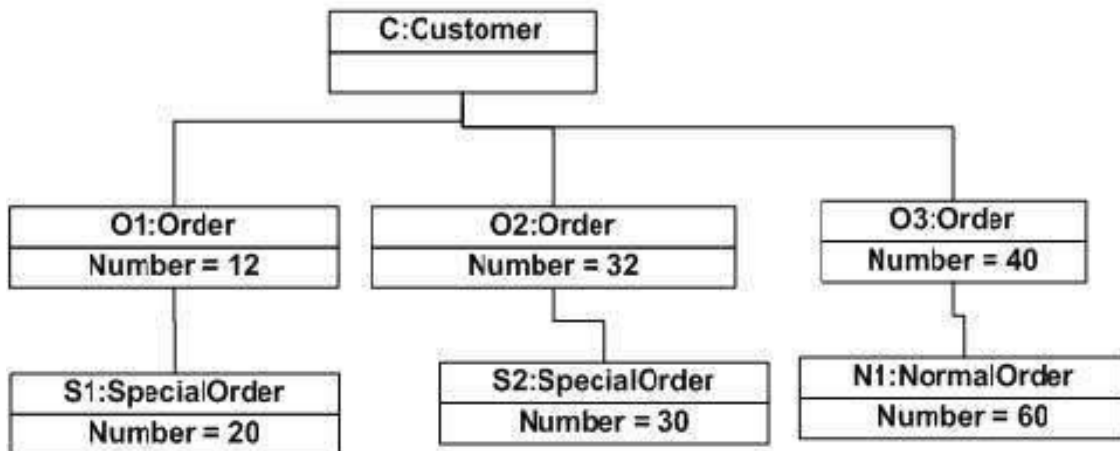 C:Customer
O1:Order
Number = 12
O2:Order
Number = 32
O3:Order
Number = 40
S1:SpecialOrder
Number = 20
S2:SpecialOrder
Number = 30
N1:NormalOrder
Number = 60